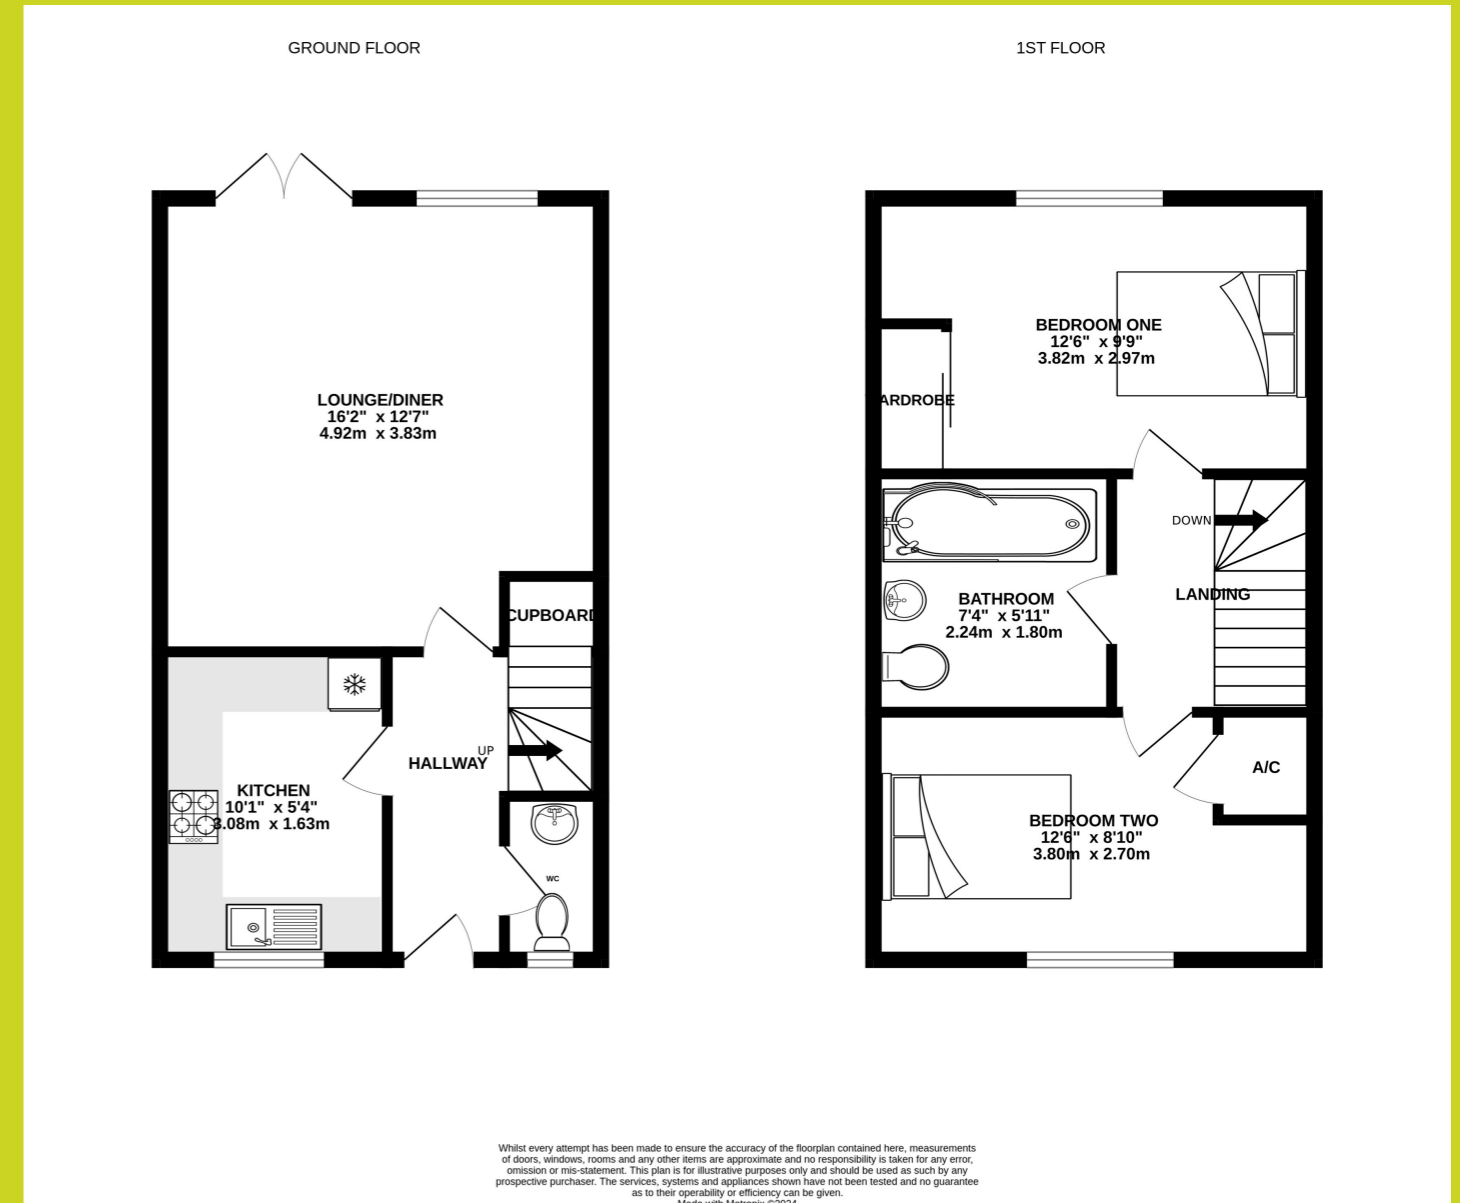 GROUND FLOOR
1ST FLOOR
LOUNGE/DINER
16'2" x 12'7"
4.92m x 3.83m
CUPBOARD
UP
HALLWAY
KITCHEN
10'1" x 5'4"
3.08m x 1.63m
WC
BEDROOM ONE
12'6" x 9'9"
3.82m x 2.97m
ARDROBE
DOWN
LANDING
BATHROOM
7'4" x 5'11"
2.24m x 1.80m
A/C
BEDROOM TWO
12'6" x 8'10"
3.80m x 2.70m
Whilst every attempt has been made to ensure the accuracy of the floorplan contained here, measurements
of doors, windows, rooms and any other items are approximate and no responsibility is taken for any error,
omission or mis-statement. This plan is for illustrative purposes only and should be used as such by any
prospective purchaser. The services, systems and appliances shown have not been tested and no guarantee
as to their operability or efficiency can be given.
Made with Metropix ©2024